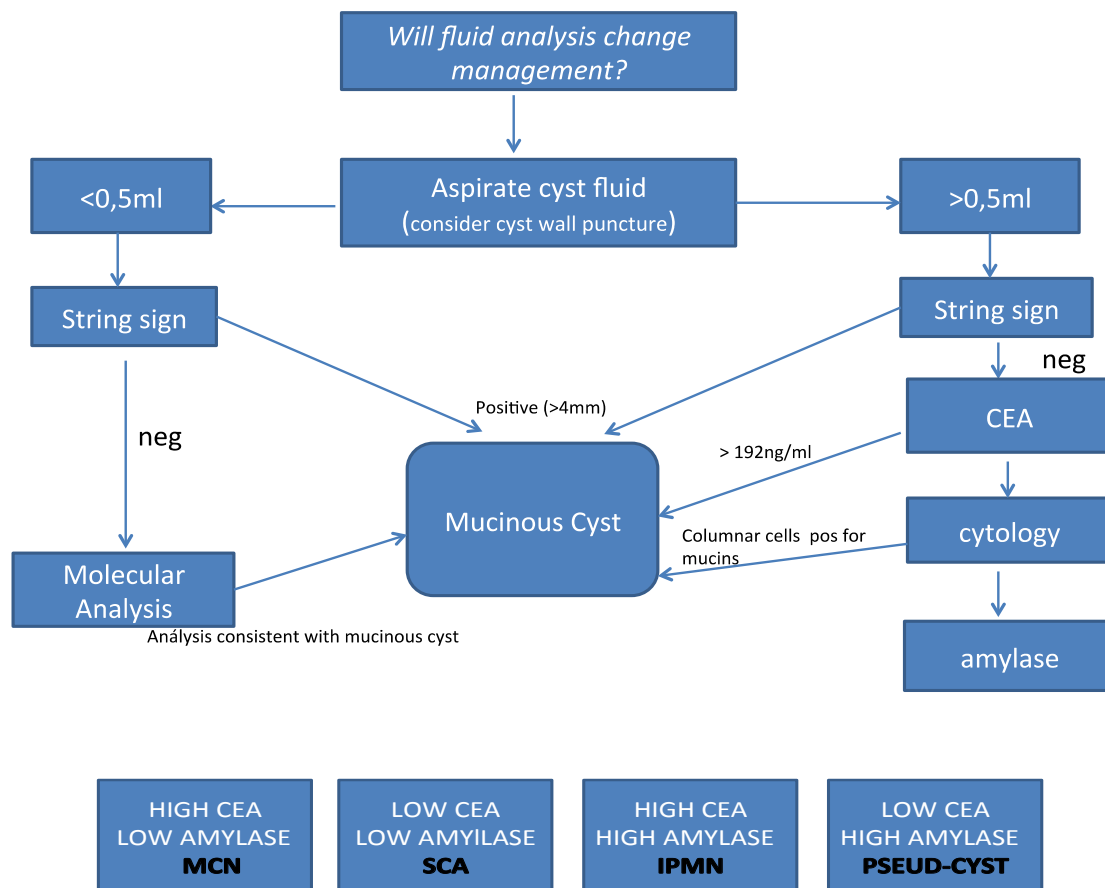 Will fluid analysis change
management?
<0,5ml
Aspirate cyst fluid
(consider cyst wall puncture)
>0,5ml
String sign
String sign
neg
Positive (>4mm)
CEA
neg
> 192ng/ml
Mucinous Cyst
Columnar cells pos for
mucins
cytology
Molecular
Analysis
Análysis consistent with mucinous cyst
amylase
HIGH CEA
LOW AMYLASE
MCN
LOW CEA
LOW AMYlLASE
SCA
HIGH CEA
HIGH AMYLASE
IPMN
LOW CEA
HIGH AMYLASE
PSEUD-CYST